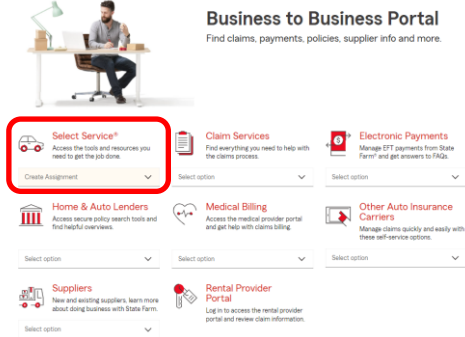 Business to Business Portal
Find claims, payments, policies, supplier info and more.
Select Service®
Access the tools and resources you
need to get the job done.
Create Assignment
Claim Services
Find everything you need to help with
the claims process.
Select option
Electronic Payments
Manage EFT payments from State
Farm® and get answers to FAQs.
Select option
Home & Auto Lenders
Access secure policy search tools and
find helpful overviews.
Select option
Medical Billing
Access the medical provider portal
and get help with claims billing.
Select option
Other Auto Insurance
Carriers
Manage claims quickly and easily with
these self-service options.
Select option
Suppliers
New and existing suppliers, learn more
about doing business with State Farm.
Select option
Rental Provider
Portal
Log in to access the rental provider
portal and review claim information.